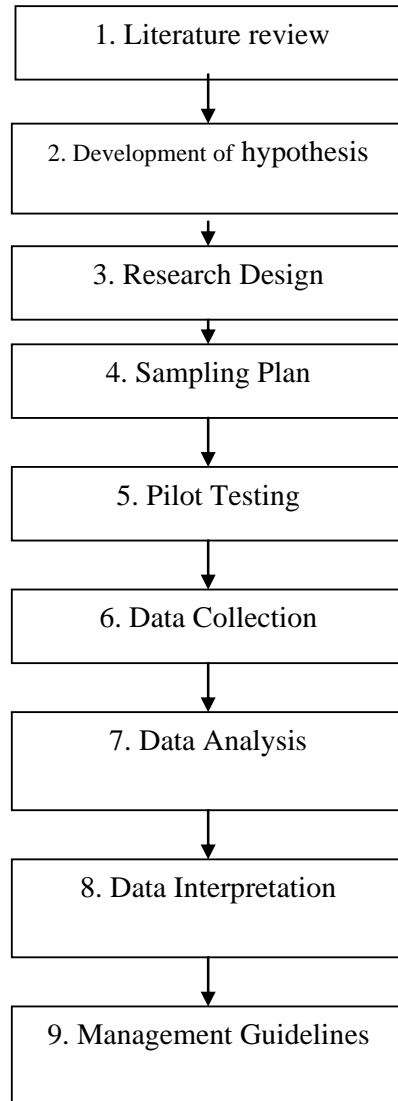 1. Literature review
2. Development of hypothesis
3. Research Design
4. Sampling Plan
5. Pilot Testing
6. Data Collection
7. Data Analysis
8. Data Interpretation
9. Management Guidelines